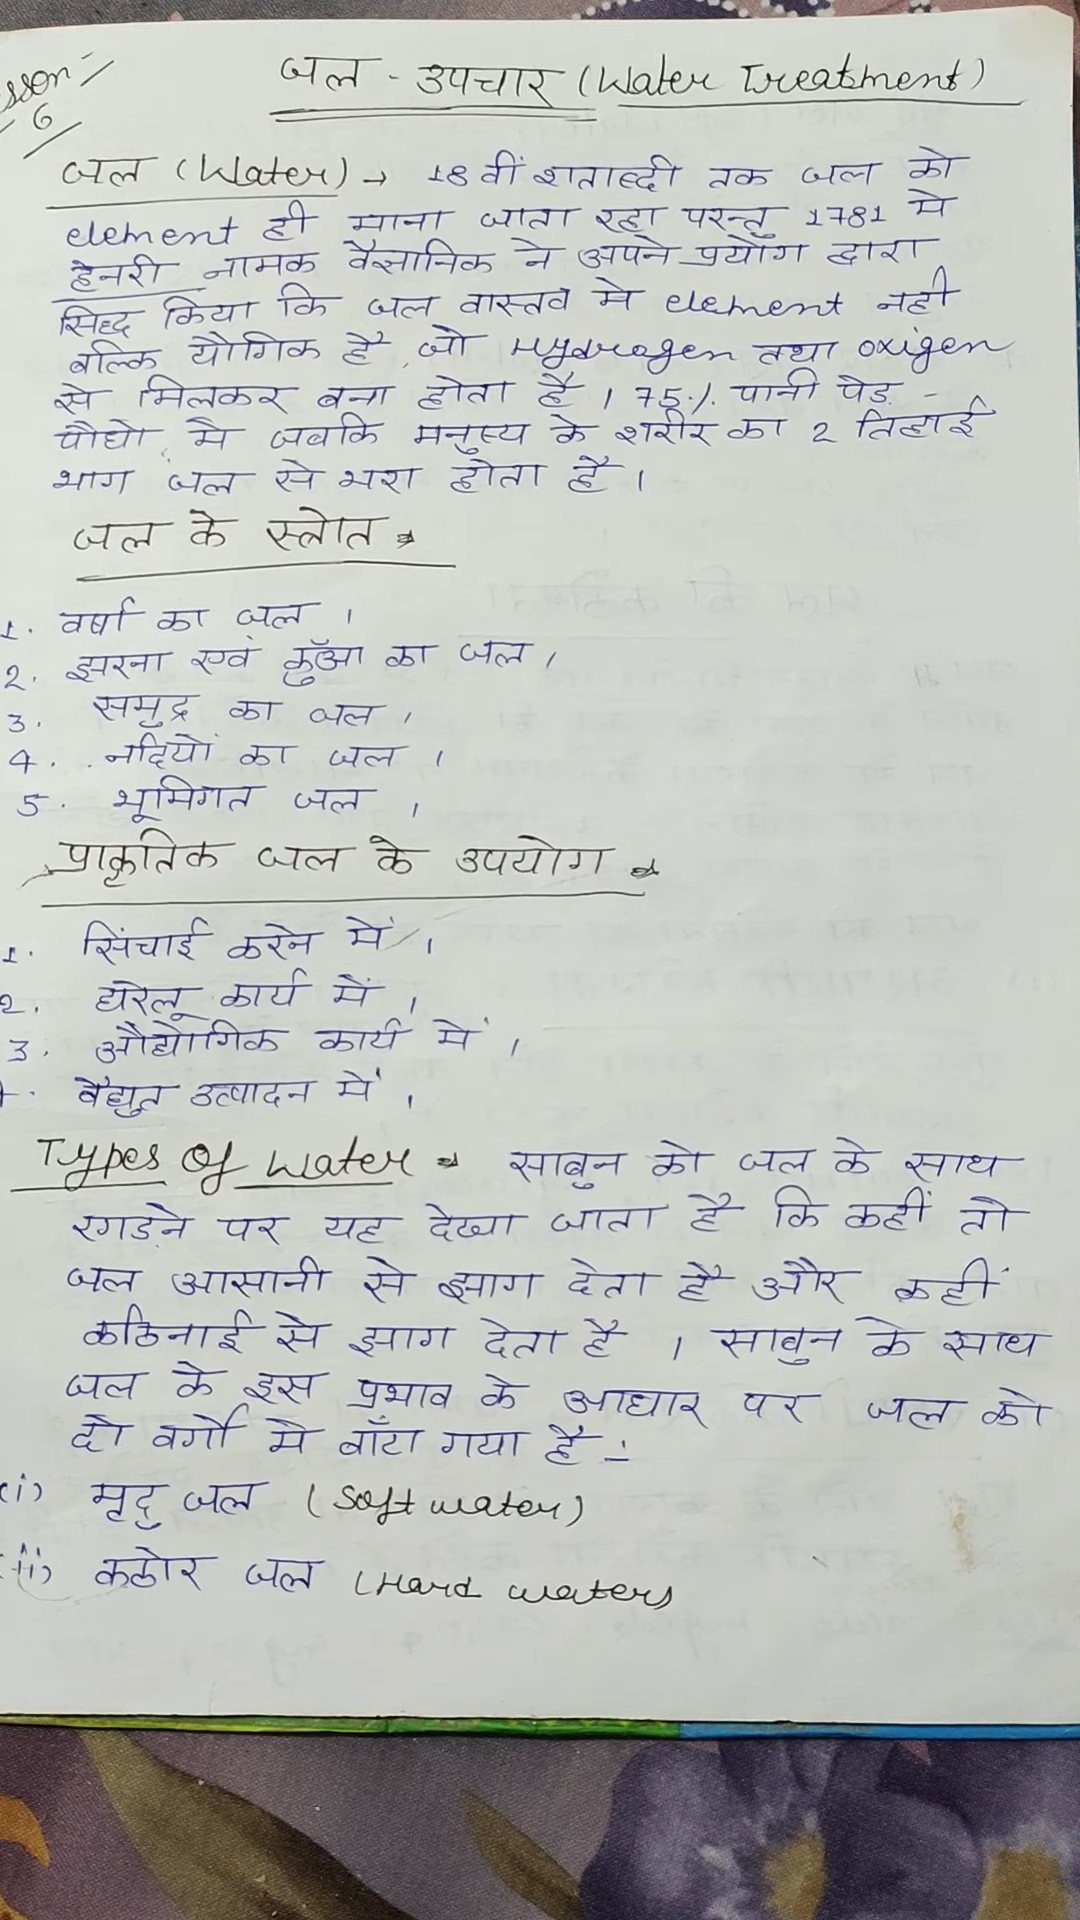 sson:-
6
जल - उपचार (Water Treatment)
जल (Water) → 18 वीं शताब्दी तक जल को
element ही माना जाता रहा परन्तु 1781 मे
हेनरी नामक वैज्ञानिक ने अपने प्रयोग द्वारा
सिद्ध किया कि जल वास्तव मे element नही
बल्कि यौगिक है जो Hydrogen तथा oxigen
से मिलकर बना होता है । 75% पानी पेड़ -
पौधो मै जबकि मनुष्य के शरीर का 2 तिहाई
भाग जल से भरा होता है ।
जल के स्त्रोत →
1. वर्षा का जल ।
2. झरना एवं कुँआ का जल ।
3. समुद्र का जल ।
4. नदियों का जल ।
5. भूमिगत जल ।
प्राकृतिक जल के उपयोग →
1. सिंचाई करने में ।
2. घरेलू कार्य में ।
3. औद्योगिक कार्य में ।
वैद्युत उत्पादन में ।
Types Of Water → साबुन को जल के साथ
रगडने पर यह देखा जाता है कि कहीं तो
जल आसानी से झाग देता है और कहीं
कठिनाई से झाग देता है । साबुन के साथ
जल के इस प्रभाव के आधार पर जल को
दो वर्गो मे बाँटा गया है :-
(i) मृदु जल (Soft water)
(ii) कठोर जल (Hard water)